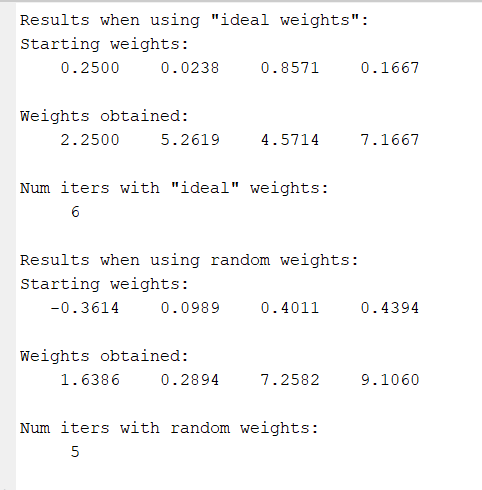 Results when using "ideal weights":
Starting weights:
0.2500 0.0238 0.8571 0.1667
Weights obtained:
2.2500 5.2619 4.5714 7.1667
Num iters with "ideal" weights:
6
Results when using random weights:
Starting weights:
-0.3614 0.0989 0.4011 0.4394
Weights obtained:
1.6386 0.2894 7.2582 9.1060
Num iters with random weights:
5